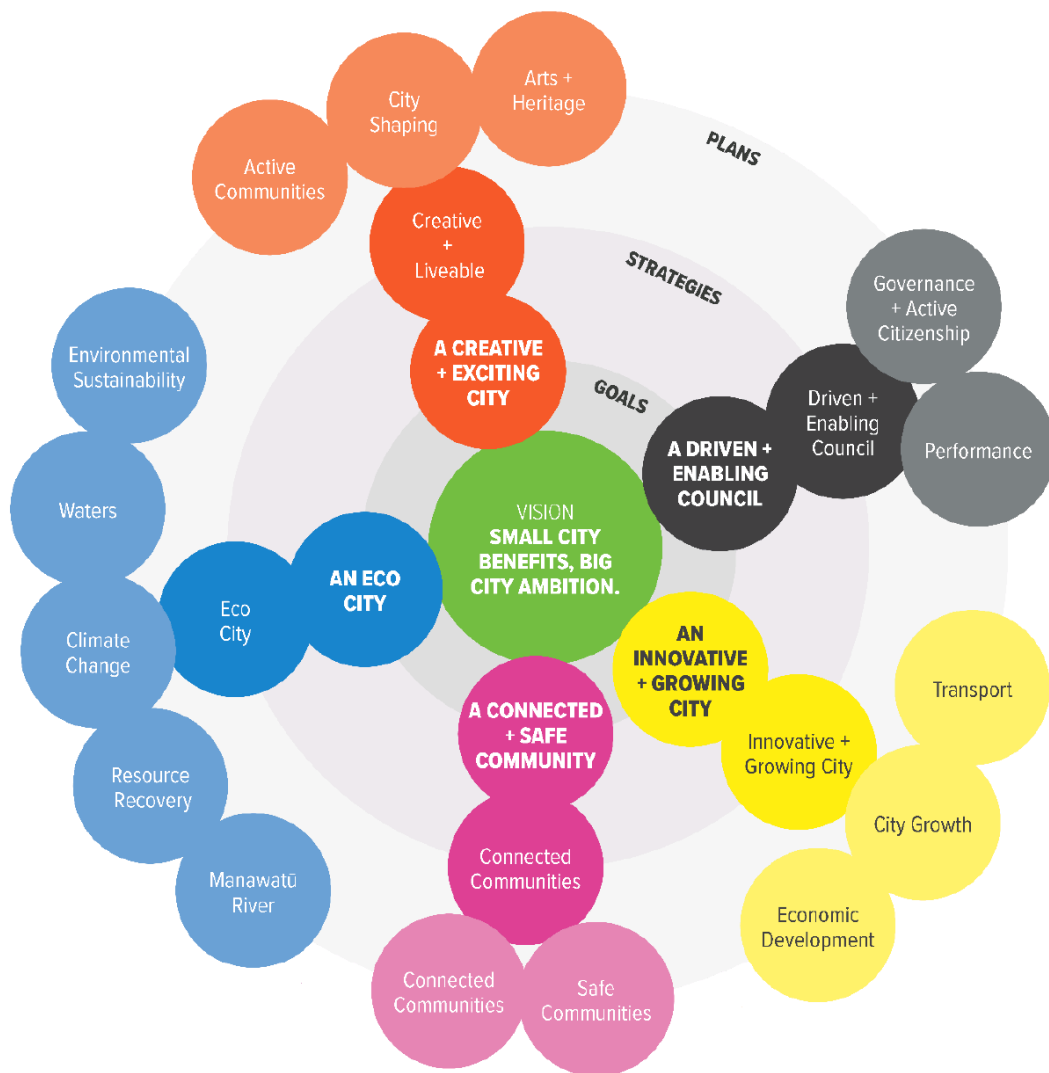 Arts +
Heritage
City
Shaping
Active
Communities
PLANS
Creative
+
Liveable
STRATEGIES
Governance
+ Active
Citizenship
A CREATIVE
+ EXCITING
CITY
GOALS
Environmental
Sustainability
Driven +
Enabling
Council
A DRIVEN +
ENABLING
COUNCIL
Performance
Waters
VISION
SMALL CITY
BENEFITS, BIG
CITY AMBITION.
AN ECO
CITY
Eco
City
Climate
Change
AN
INNOVATIVE
+ GROWING
CITY
Transport
A CONNECTED
+ SAFE
COMMUNITY
Innovative +
Growing City
Resource
Recovery
City Growth
Connected
Communities
Manawatū
River
Economic
Development
Connected
Communities
Safe
Communities